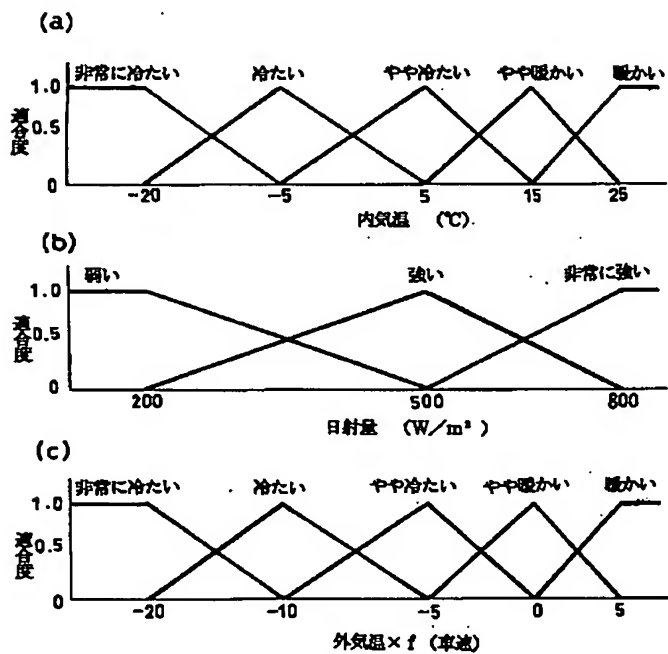 (a)
非常に冷たい 冷たい やや冷たい やや暖かい 暖かい
適合度
1.0
0.5
0
-20 -5 5 15 25
内気温 (℃)
(b)
弱い 強い 非常に強い
適合度
1.0
0.5
0
200 500 800
日射量 (W/m²)
(c)
非常に冷たい 冷たい やや冷たい やや暖かい 暖かい
適合度
1.0
0.5
0
-20 -10 -5 0 5
外気温×f (車速)